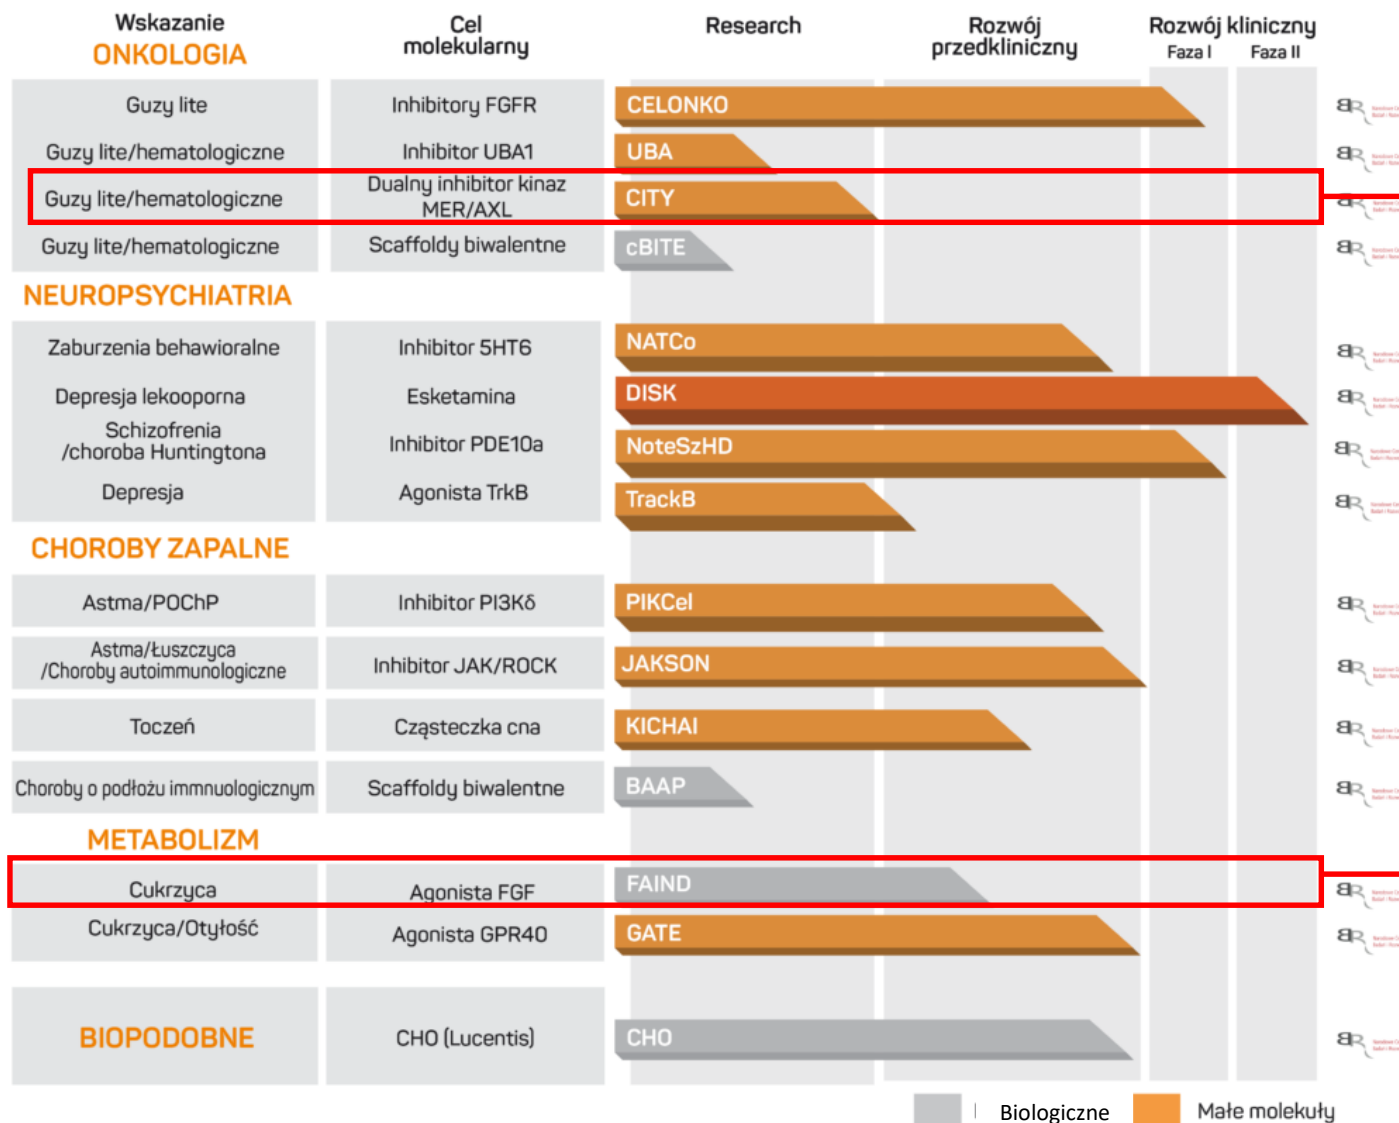 Wskazanie
Cel
molekularny
Research
Rozwój
przedkliniczny
Rozwój kliniczny
Faza I
Faza II
ONKOLOGIA
Guzy lite
Inhibitory FGFR
CELONKO
Guzy lite/hematologiczne
Inhibitor UBA1
UBA
Guzy lite/hematologiczne
Dualny inhibitor kinaz
MER/AXL
CITY
Guzy lite/hematologiczne
Scaffoldy biwalentne
cBITE
NEUROPSYCHIATRIA
Zaburzenia behawioralne
Inhibitor 5HT6
NATCo
Depresja lekooporna
Esketamina
DISK
Schizofrenia
/choroba Huntingtona
Inhibitor PDE10a
NoteSzHD
Depresja
Agonista TrkB
TrackB
CHOROBY ZAPALNE
Astma/POChP
Inhibitor PI3Kδ
PIKCel
Astma/Łuszczyca
/Choroby autoimmunologiczne
Inhibitor JAK/ROCK
JAKSON
Toczeń
Cząsteczka cna
KICHAI
Choroby o podłożu immnuologicznym
Scaffoldy biwalentne
BAAP
METABOLIZM
Cukrzyca
Agonista FGF
FAIND
Cukrzyca/Otyłość
Agonista GPR40
GATE
BIOPODOBNE
CHO (Lucentis)
CHO
Biologiczne
Małe molekuły